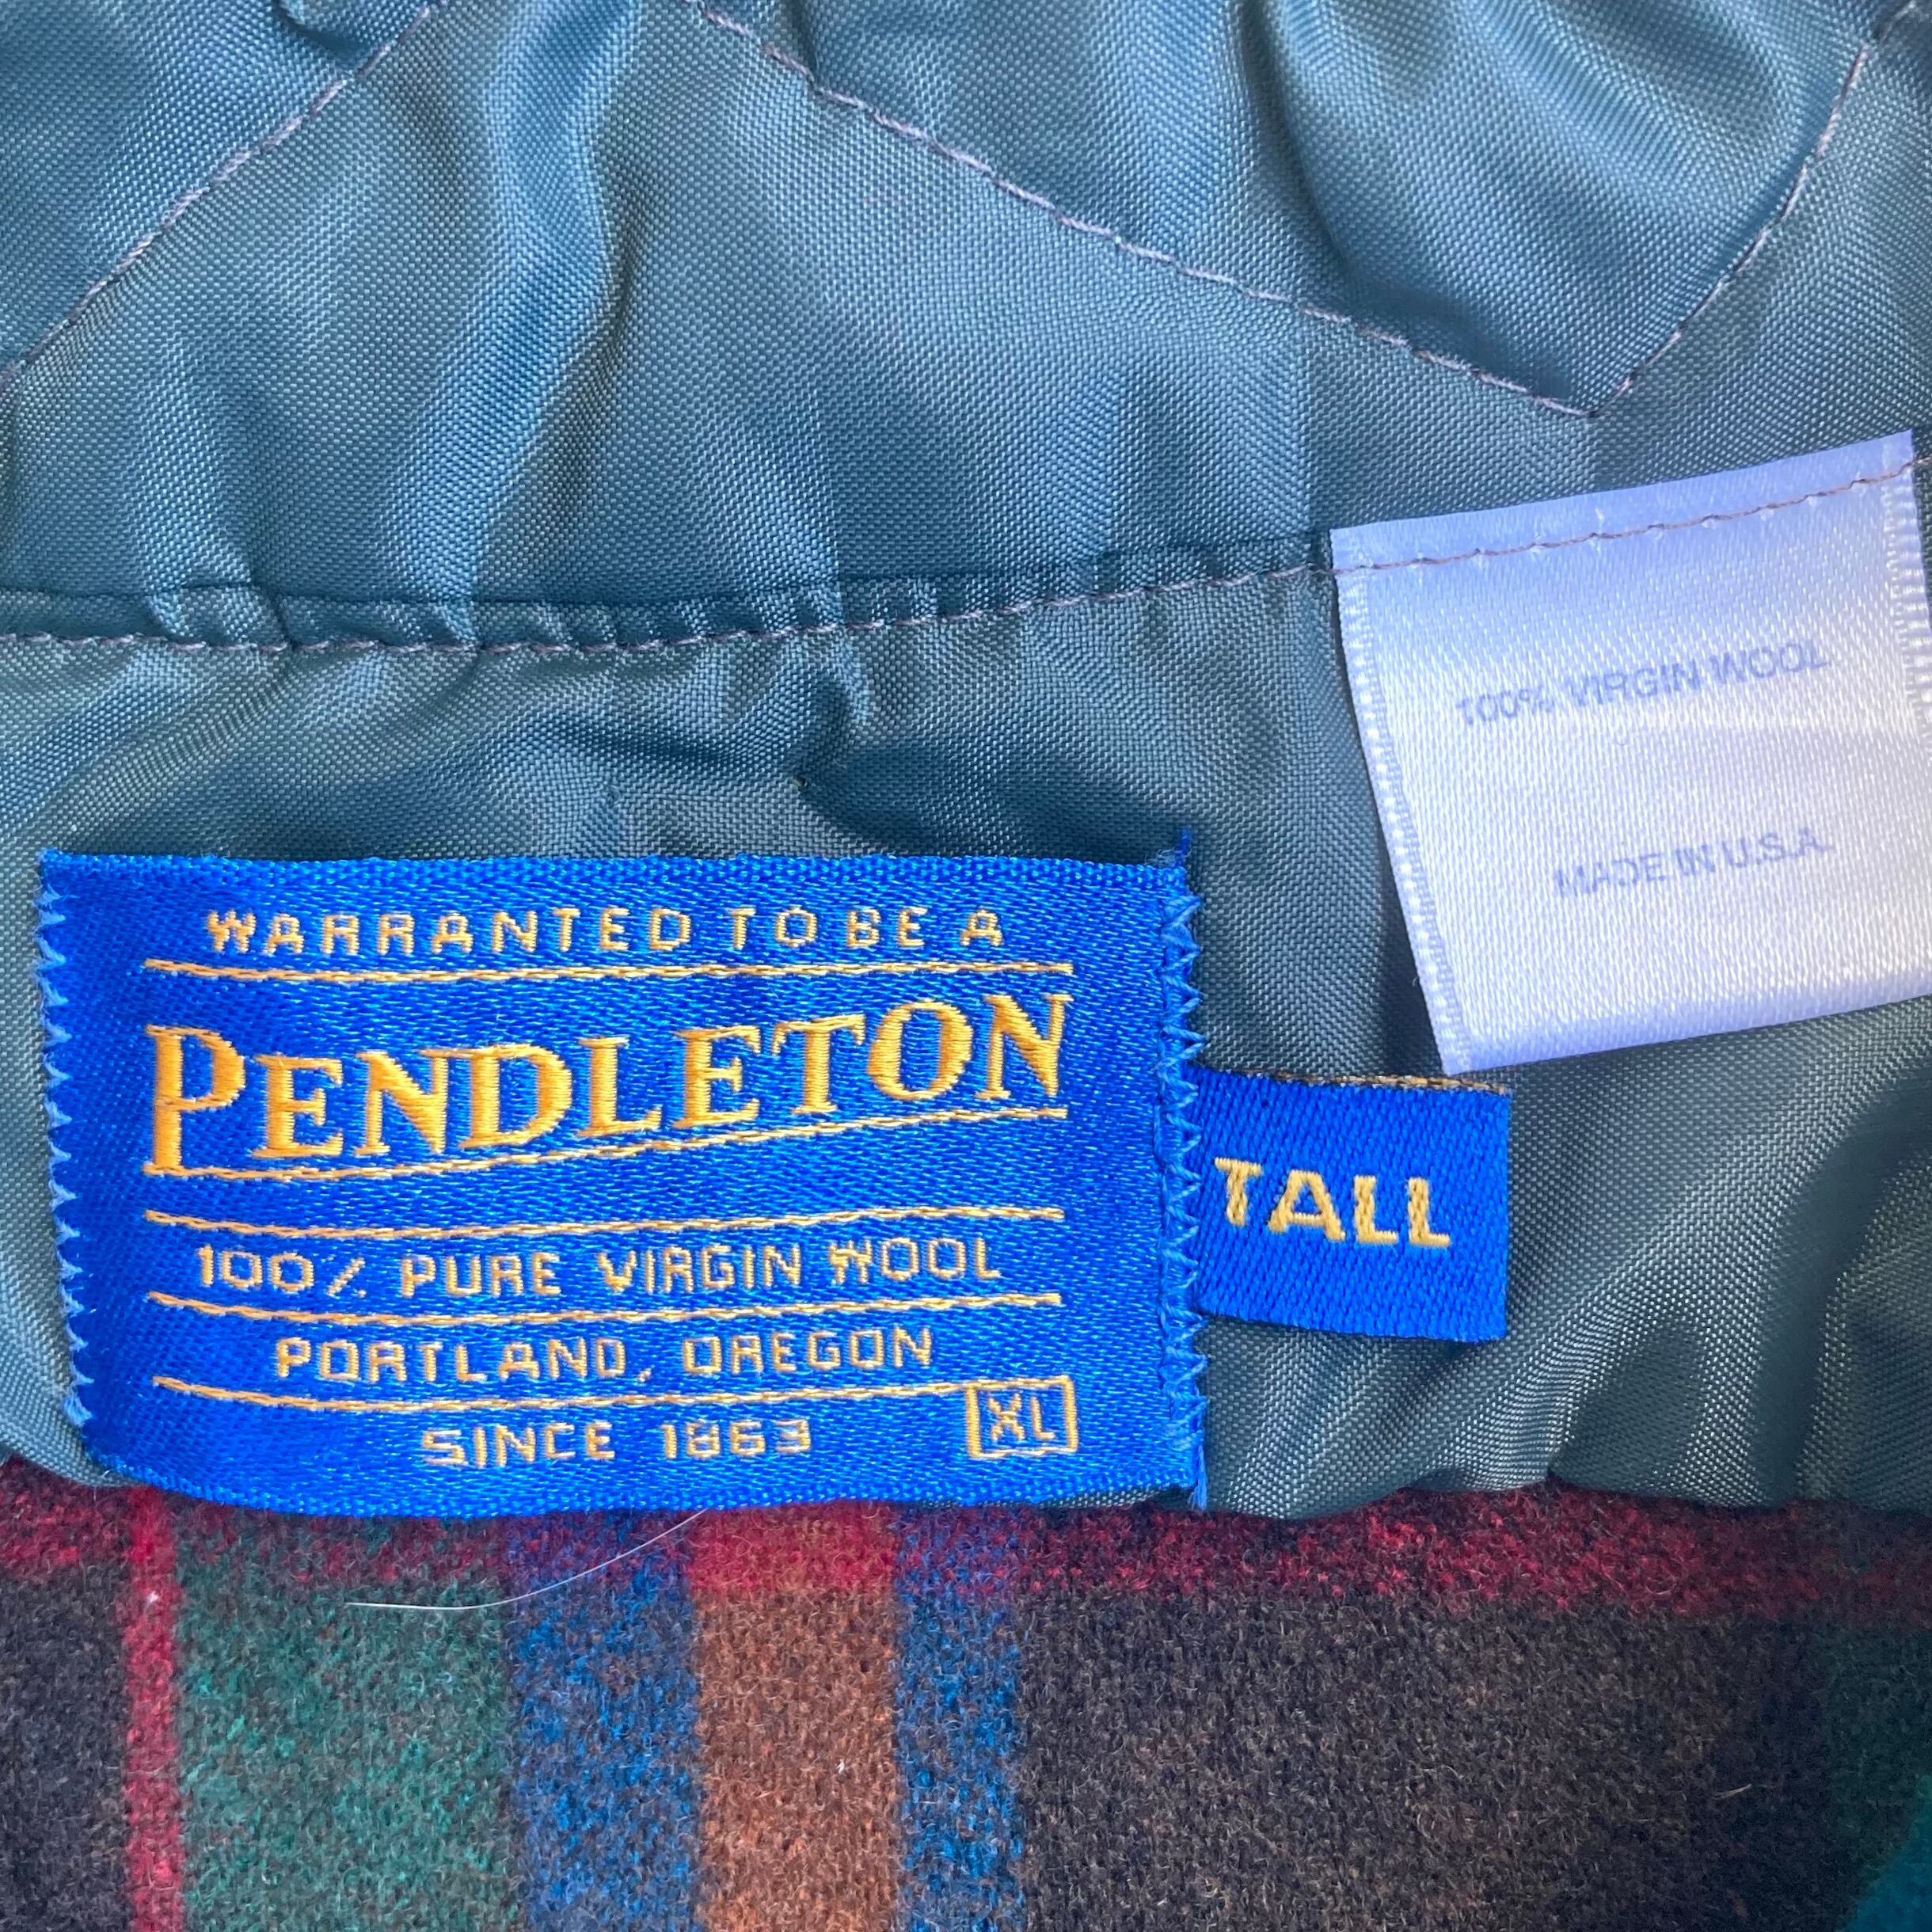 WARRANTED TO BE A
PENDLETON
100% PURE VIRGIN WOOL
PORTLAND, OREGON
SINCE 1863
XL
TALL
100% VIRGIN WOOL
MADE IN U.S.A.